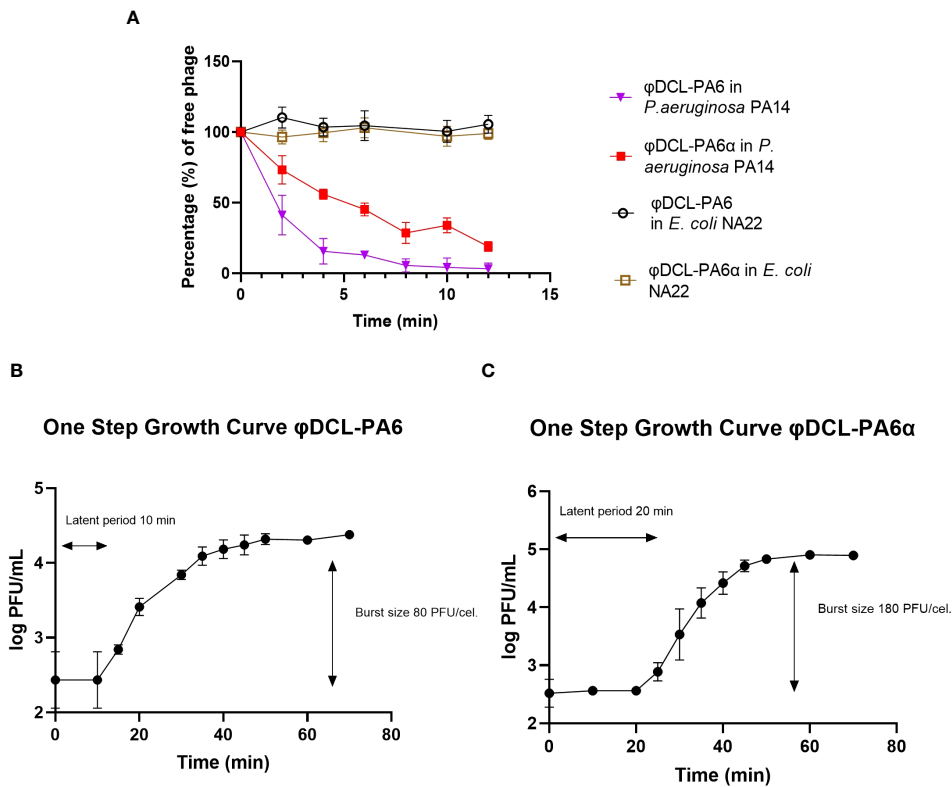 A
150
100
50
0
0
5
10
15
Percentage (%) of free phage
Time (min)
φDCL-PA6 in
P.aeruginosa PA14
φDCL-PA6α in P.
aeruginosa PA14
φDCL-PA6
in E. coli NA22
φDCL-PA6α in E. coli
NA22
B
One Step Growth Curve φDCL-PA6
5
4
3
2
0
20
40
60
80
log PFU/mL
Time (min)
Latent period 10 min
Burst size 80 PFU/cel.
C
One Step Growth Curve φDCL-PA6α
6
5
4
3
2
0
20
40
60
80
log PFU/mL
Time (min)
Latent period 20 min
Burst size 180 PFU/cel.